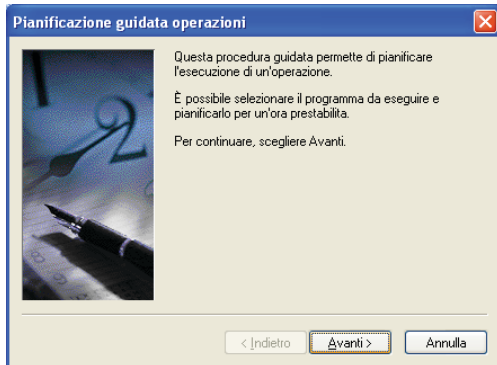 Pianificazione guidata operazioni
Questa procedura guidata permette di pianificare
l'esecuzione di un'operazione.
È possibile selezionare il programma da eseguire e
pianificarlo per un'ora prestabilita.
Per continuare, scegliere Avanti.
< Indietro
Avanti >
Annulla